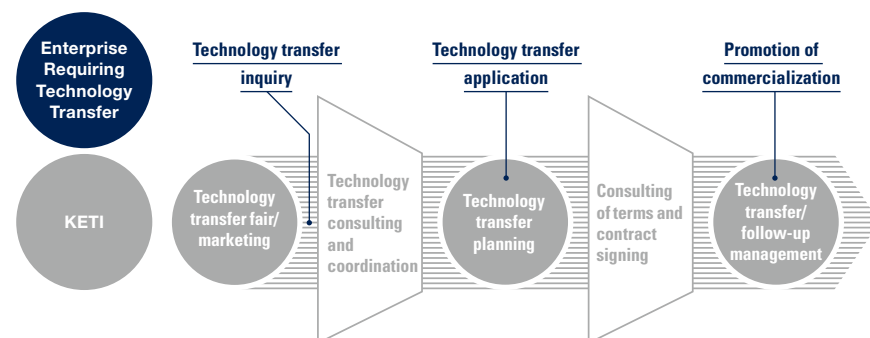 Enterprise
Requiring
Technology
Transfer
Technology transfer
inquiry
Technology transfer
application
Promotion of
commercialization
KETI
Technology
transfer fair/
marketing
Technology
transfer
consulting
and
coordination
Technology
transfer
planning
Consulting
of terms and
contract
signing
Technology
transfer/
follow-up
management